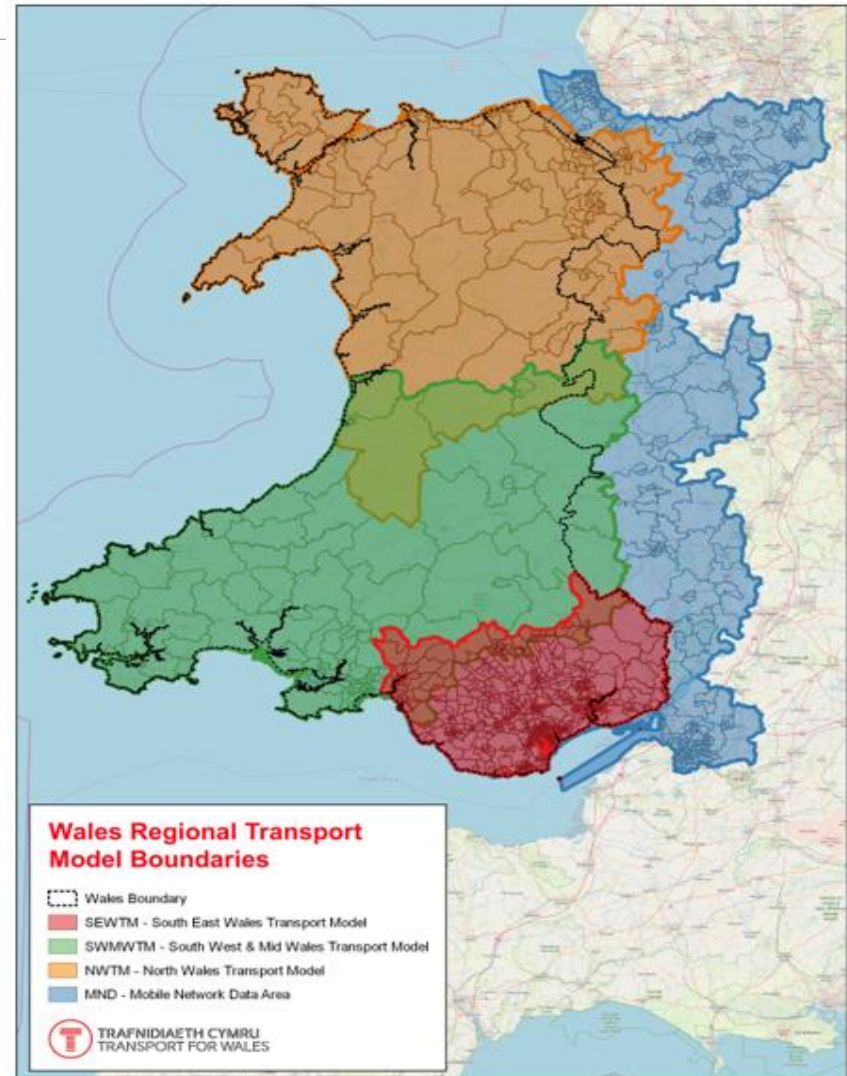 Wales Regional Transport
Model Boundaries
Wales Boundary
SEWTM - South East Wales Transport Model
SWMWTM - South West & Mid Wales Transport Model
NWTM - North Wales Transport Model
MND - Mobile Network Data Area
TRAFNIDIAETH CYMRU
TRANSPORT FOR WALES